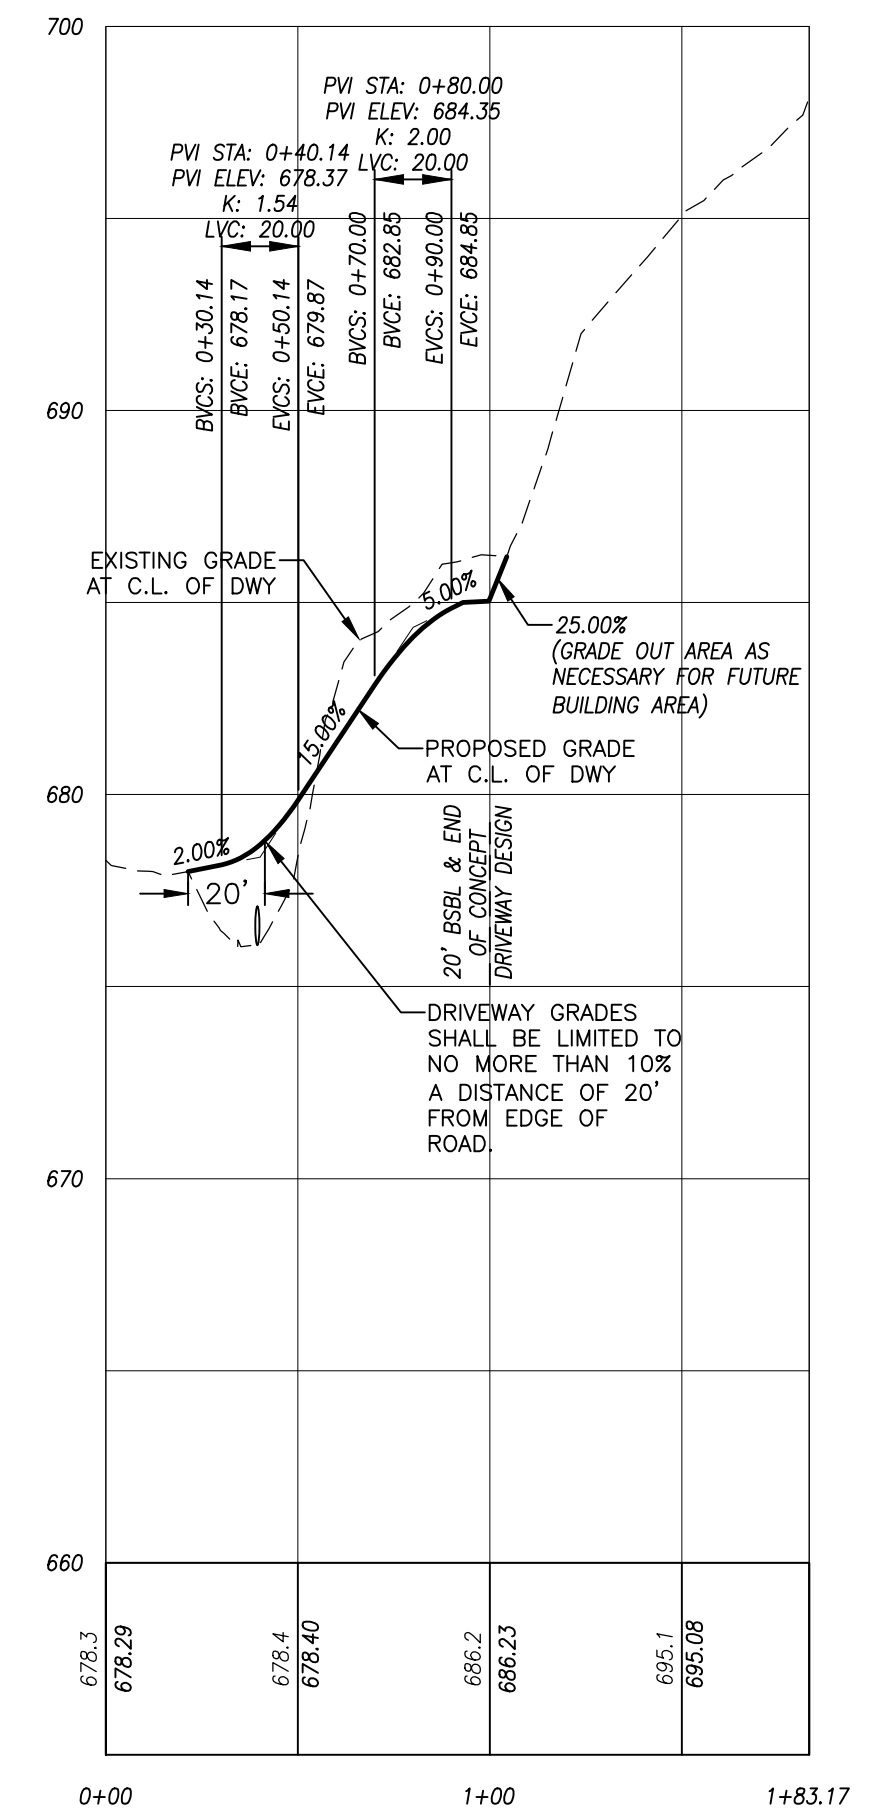 700
PVI STA: 0+80.00
PVI ELEV: 684.35
K: 2.00
LVC: 20.00
PVI STA: 0+40.14
PVI ELEV: 678.37
K: 1.54
LVC: 20.00
BVCS: 0+30.14
BVCE: 678.17
EVCS: 0+50.14
EVCE: 679.87
BVCS: 0+70.00
BVCE: 682.85
EVCS: 0+90.00
EVCE: 684.85
690
EXISTING GRADE
AT C.L. OF DWY
5.00%
25.00%
(GRADE OUT AREA AS
NECESSARY FOR FUTURE
BUILDING AREA)
15.00%
PROPOSED GRADE
AT C.L. OF DWY
680
2.00%
20'
20' BSBL & END
OF CONCEPT
DRIVEWAY DESIGN
DRIVEWAY GRADES
SHALL BE LIMITED TO
NO MORE THAN 10%
A DISTANCE OF 20'
FROM EDGE OF
ROAD.
670
660
678.3
678.29
678.4
678.40
686.2
686.23
695.1
695.08
0+00
1+00
1+83.17